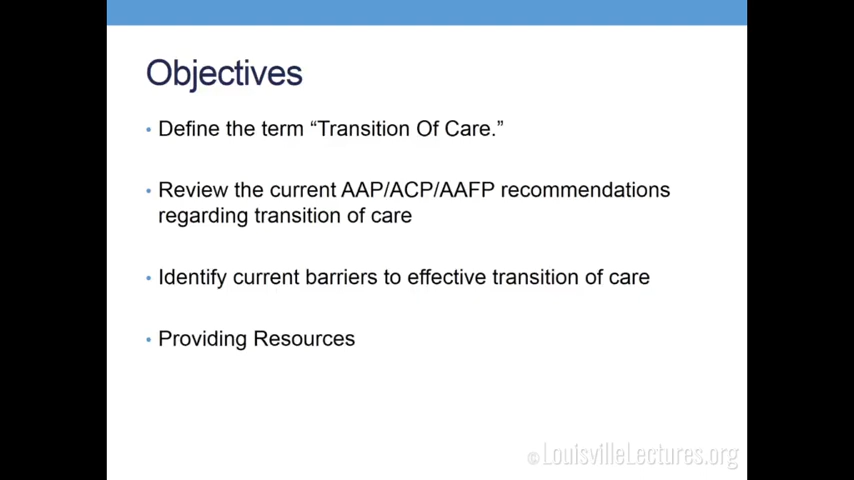 Objectives
• Define the term “Transition Of Care.”
• Review the current AAP/ACP/AAFP recommendations
regarding transition of care
• Identify current barriers to effective transition of care
• Providing Resources
©LouisvilleLectures.org